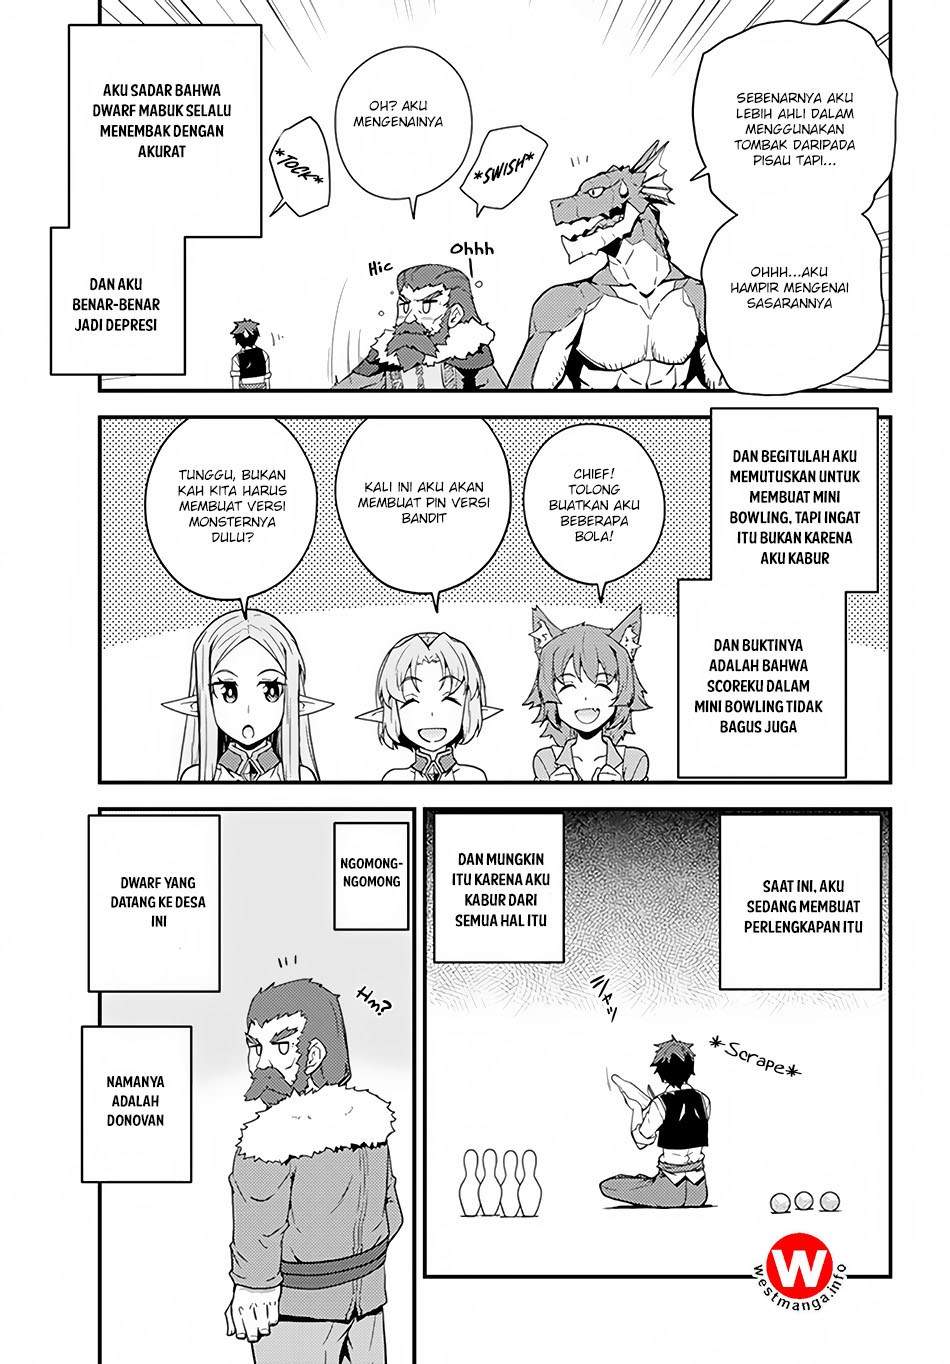 SEBENARNYA AKU
LEBIH AHLI DALAM
MENGGUNAKAN
TOMBAK DARIPADA
PISAU TAPI...
OHHH...AKU
HAMPIR MENGENAI
SASARANNYA
*SWISH*
OH? AKU
MENGENAINYA
*TOCK*
Ohhh
Hic
AKU SADAR BAHWA
DWARF MABUK SELALU
MENEMBAK DENGAN
AKURAT
DAN AKU
BENAR-BENAR
JADI DEPRESI
DAN BEGITULAH AKU
MEMUTUSKAN UNTUK
MEMBUAT MINI
BOWLING, TAPI INGAT
ITU BUKAN KARENA
AKU KABUR
CHIEF!
TOLONG
BUATKAN AKU
BEBERAPA
BOLA!
KALI INI AKU AKAN
MEMBUAT PIN VERSI
BANDIT
TUNGGU, BUKAN
KAH KITA HARUS
MEMBUAT VERSI
MONSTERNYA
DULU?
DAN BUKTINYA
ADALAH BAHWA
SCOREKU DALAM
MINI BOWLING TIDAK
BAGUS JUGA
SAAT INI, AKU
SEDANG MEMBUAT
PERLENGKAPAN ITU
DAN MUNGKIN
ITU KARENA AKU
KABUR DARI
SEMUA HAL ITU
*Scrape*
NGOMONG-
NGOMONG
DWARF YANG
DATANG KE DESA
INI
Hm?
NAMANYA
ADALAH
DONOVAN
W
westmanga.info